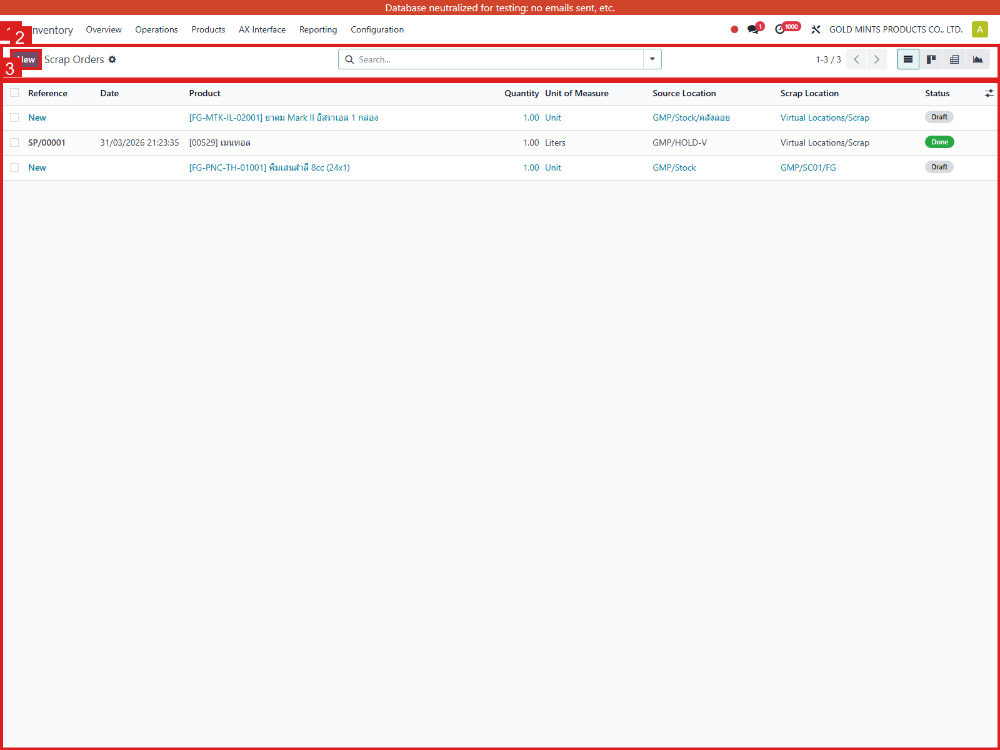 Database neutralized for testing: no emails sent, etc.
1
2
nventory
Overview
Operations
Products
AX Interface
Reporting
Configuration
1
1000
GOLD MINTS PRODUCTS CO., LTD.
A
3
New
Scrap Orders
Search...
1-3 / 3
Reference Date Product Quantity Unit of Measure Source Location Scrap Location Status
New [FG-MTK-IL-02001] ยาดม Mark II อิสราเอล 1 กล่อง 1.00 Unit GMP/Stock/คลังลอย Virtual Locations/Scrap Draft
SP/00001 31/03/2026 21:23:35 [00529] เมนทอล 1.00 Liters GMP/HOLD-V Virtual Locations/Scrap Done
New [FG-PNC-TH-01001] พิมเสนสำลี 8cc (24x1) 1.00 Unit GMP/Stock GMP/SC01/FG Draft